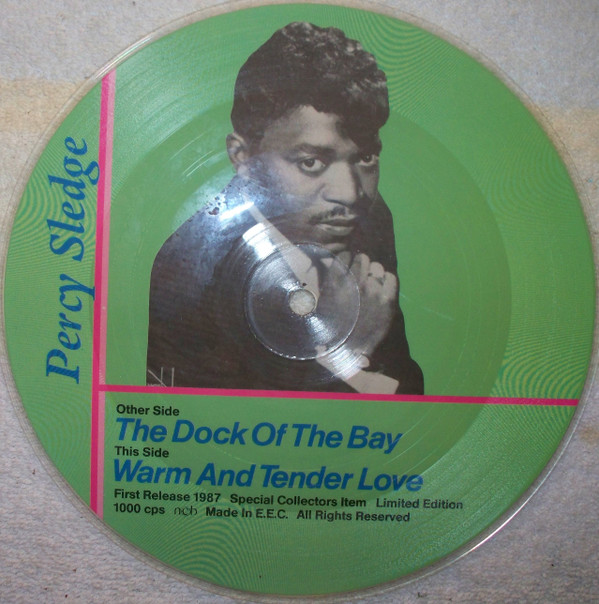 Percy Sledge
Other Side
The Dock Of The Bay
This Side
Warm And Tender Love
First Release 1987 Special Collectors Item Limited Edition
1000 cps ncb Made In E.E.C. All Rights Reserved